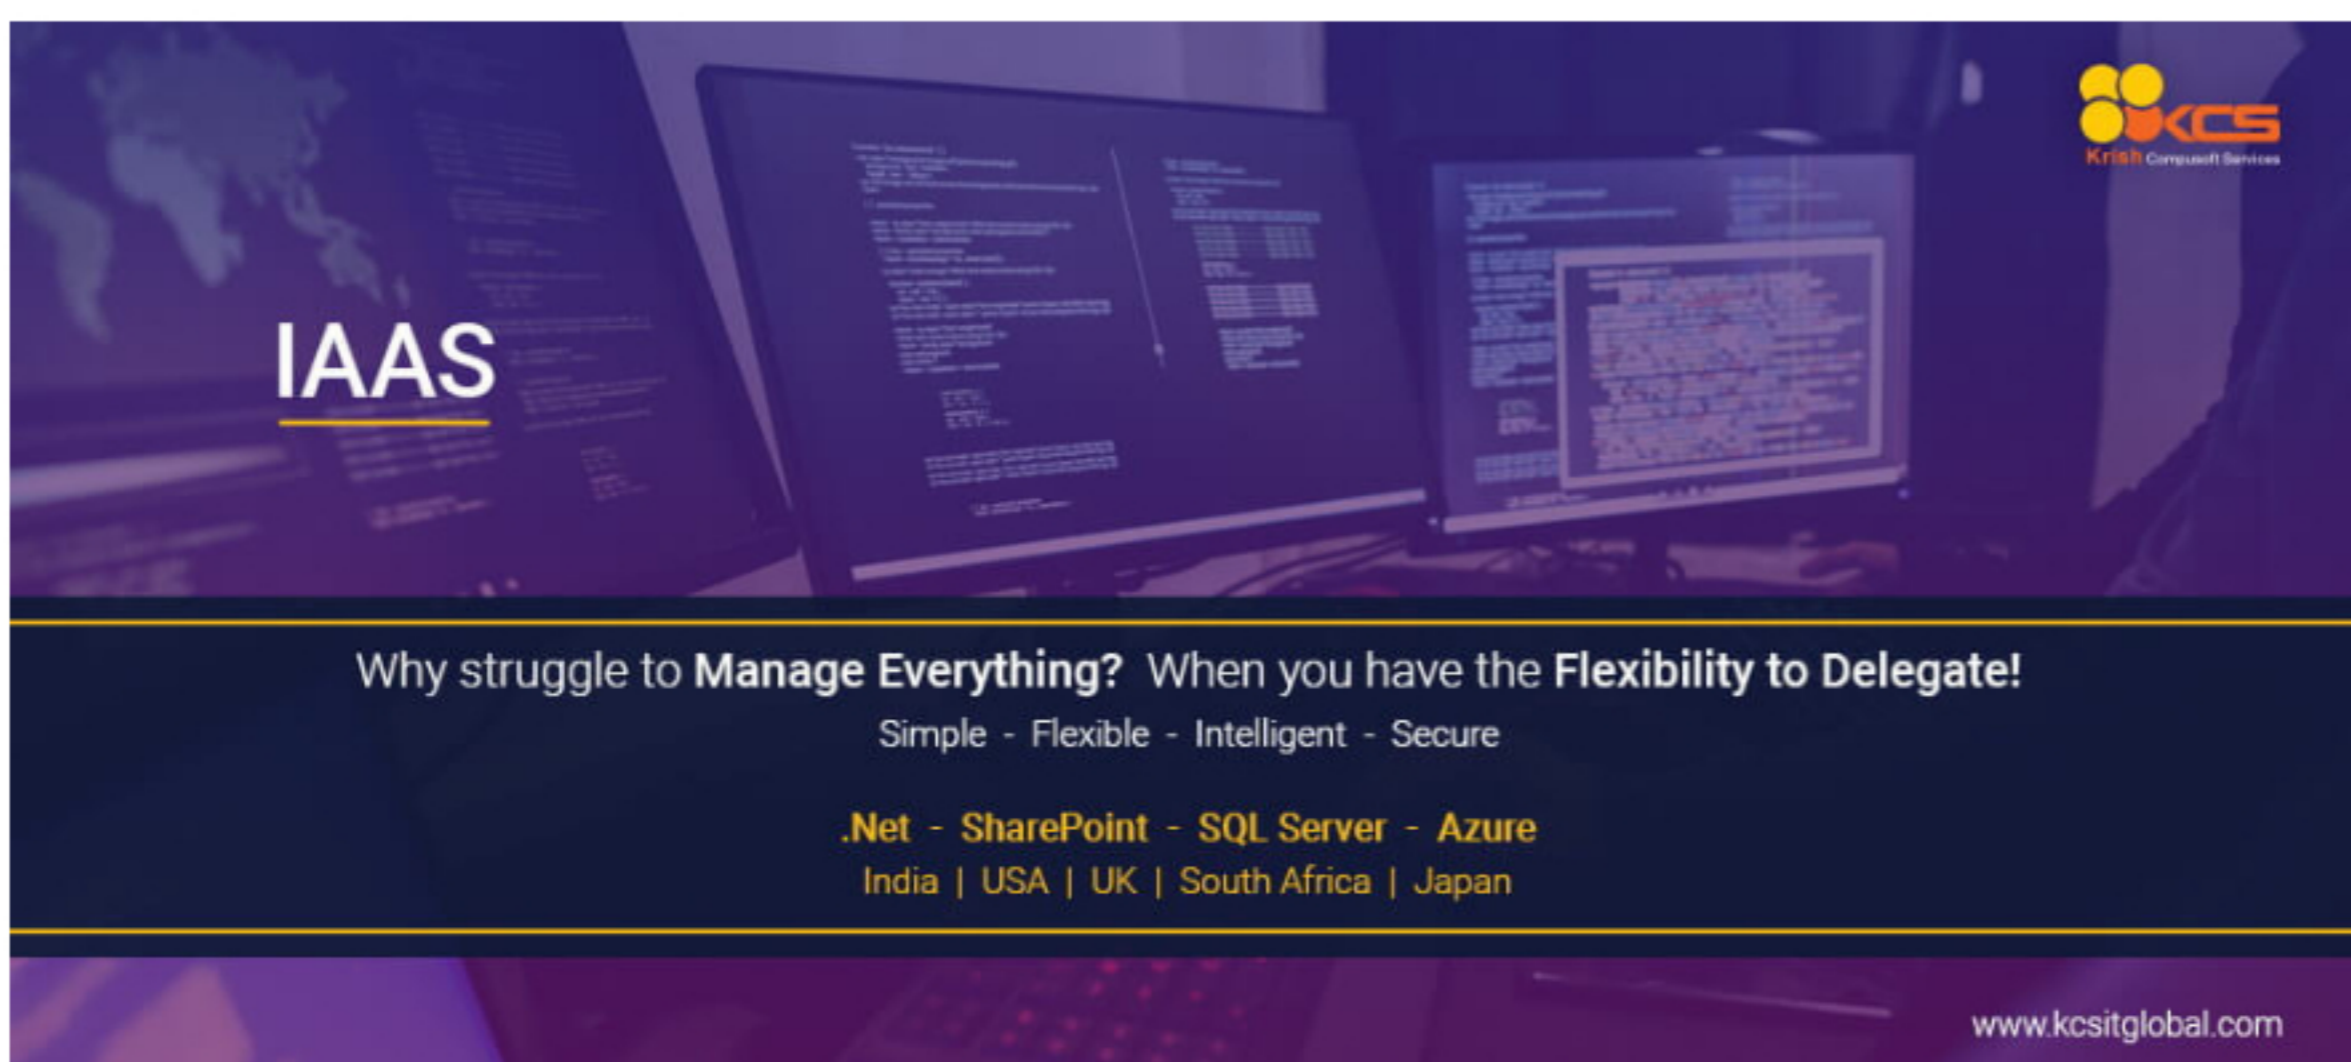 KCS
Krish Compusoft Services
IAAS
Why struggle to Manage Everything? When you have the Flexibility to Delegate!
Simple - Flexible - Intelligent - Secure
.Net - SharePoint - SQL Server - Azure
India | USA | UK | South Africa | Japan
www.kcsitglobal.com